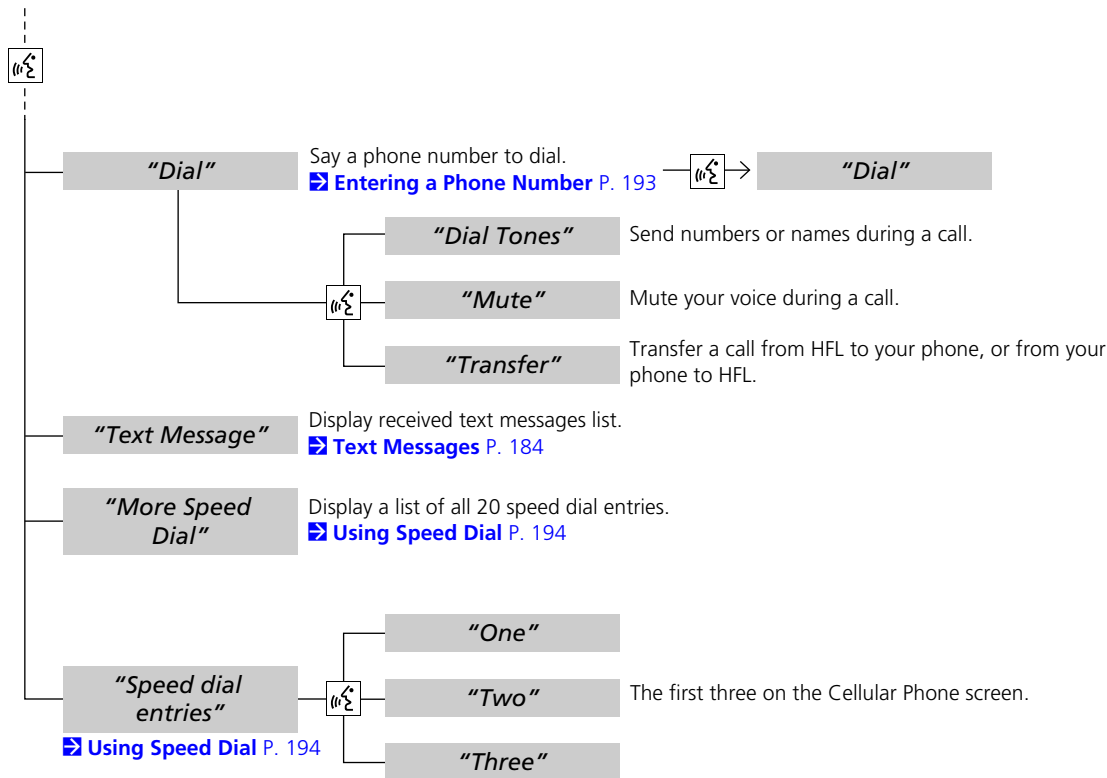 "Dial"
Say a phone number to dial.
Entering a Phone Number P. 193
"Dial"
"Dial Tones"
Send numbers or names during a call.
"Mute"
Mute your voice during a call.
"Transfer"
Transfer a call from HFL to your phone, or from your
phone to HFL.
"Text Message"
Display received text messages list.
Text Messages P. 184
"More Speed
Dial"
Display a list of all 20 speed dial entries.
Using Speed Dial P. 194
"Speed dial
entries"
Using Speed Dial P. 194
"One"
"Two"
The first three on the Cellular Phone screen.
"Three"